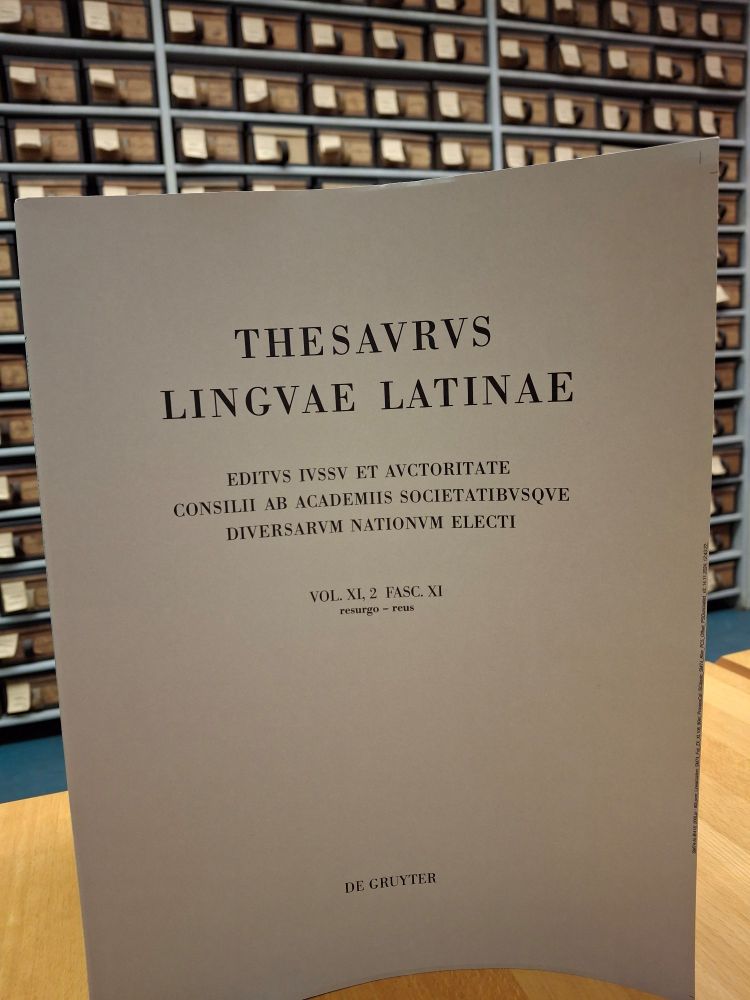 THESAVRVS
LINGVAE LATINAE
EDITVS IVSSV ET AVCTORITATE
CONSILII AB ACADEMIIS SOCIETATIBVSQVE
DIVERSARVM NATIONVM ELECTI
VOL. XI, 2 FASC. XI
resurgo – reus
DE GRUYTER